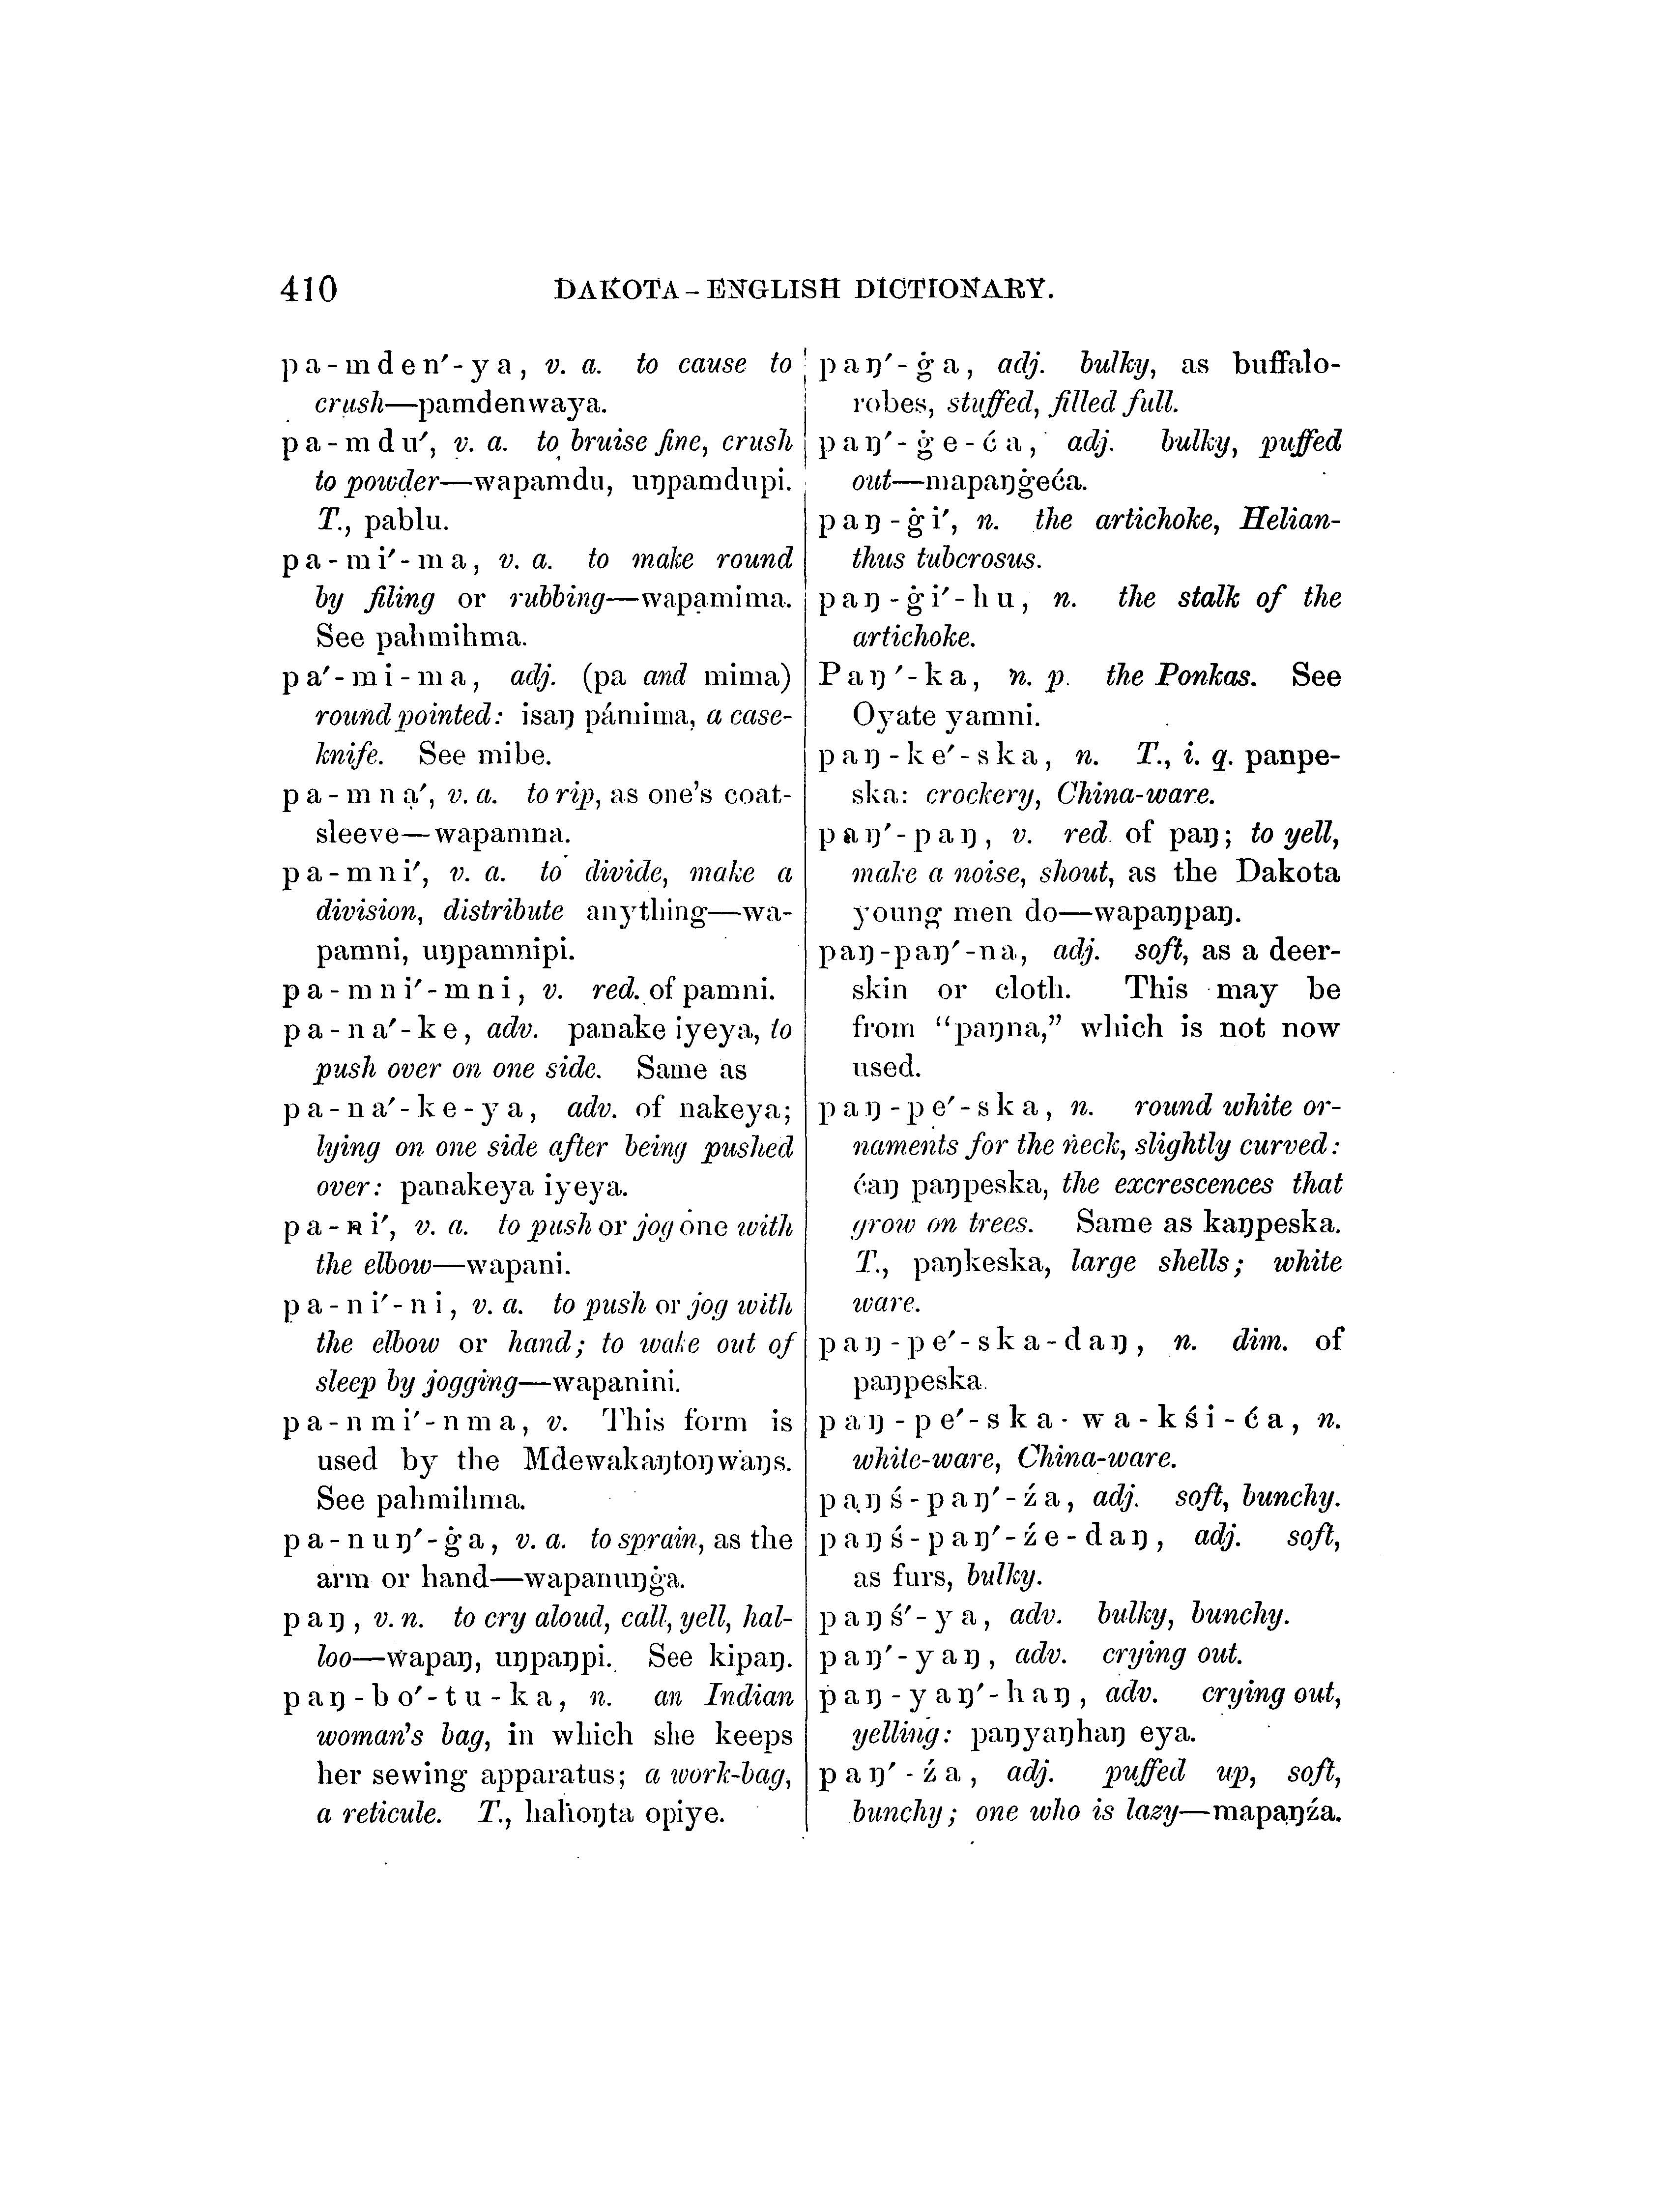 410 DAKOTA-ENGLISH DICTIONARY.
pa-mden′-ya, v. a. to cause to
crush—pamdenwaya.
pa-mdu′, v. a. to bruise fine, crush
to powder—wapamdu, uŋpamdupi.
T., pablu.
pa-mi′-ma, v. a. to make round
by filing or rubbing—wapamima.
See pahmihma.
pa′-mi-ma, adj. (pa and mima)
round pointed: isaŋ pámima, a case-
knife. See mibe.
pa-mna′, v. a. to rip, as one's coat-
sleeve—wapamna.
pa-mni′, v. a. to divide, make a
division, distribute anything—wa-
pamni, uŋpamnipi.
pa-mni′-mni, v. red. of pamni.
pa-na′-ke, adv. panake iyeya, to
push over on one side. Same as
pa-na′-ke-ya, adv. of nakeya;
lying on one side after being pushed
over: panakeya iyeya.
pa-ni′, v. a. to push or jog one with
the elbow—wapani.
pa-ni′-ni, v. a. to push or jog with
the elbow or hand; to wake out of
sleep by jogging—wapanini.
pa-nmi′-nma, v. This form is
used by the Mdewakaŋtoŋwaŋs.
See pahmihma.
pa-nuŋ′-ġa, v. a. to sprain, as the
arm or hand—wapanuŋġa.
paŋ, v. n. to cry aloud, call, yell, hal-
loo—wapaŋ, uŋpaŋpi. See kipaŋ.
paŋ-bo′-tu-ka, n. an Indian
woman's bag, in which she keeps
her sewing apparatus; a work-bag,
a reticule. T., hahoŋta opiye.
paŋ′-ġa, adj. bulky, as buffalo-
robes, stuffed, filled full.
paŋ′-ġe-ća, adj. bulky, puffed
out—mapaŋġeća.
paŋ-ġi′, n. the artichoke, Helian-
thus tuberosus.
paŋ-ġi′-hu, n. the stalk of the
artichoke.
Paŋ′-ka, n. p. the Ponkas. See
Oyate yamni.
paŋ-ke′-ska, n. T., i. q. panpe-
ska: crockery, China-ware.
paŋ′-paŋ, v. red. of paŋ; to yell,
make a noise, shout, as the Dakota
young men do—wapaŋpaŋ.
paŋ-paŋ′-na, adj. soft, as a deer-
skin or cloth. This may be
from "paŋna," which is not now
used.
paŋ-pe′-ska, n. round white or-
naments for the neck, slightly curved:
ćaŋ paŋpeska, the excrescences that
grow on trees. Same as kaŋpeska.
T., paŋkeska, large shells; white
ware.
paŋ-pe′-ska-daŋ, n. dim. of
paŋpeska.
paŋ-pe′-ska-wa-kśi-ća, n.
white-ware, China-ware.
paŋś-paŋ′-źa, adj. soft, bunchy.
paŋś-paŋ′-źe-daŋ, adj. soft,
as furs, bulky.
paŋś′-ya, adv. bulky, bunchy.
paŋ′-yaŋ, adv. crying out.
paŋ-yaŋ′-haŋ, adv. crying out,
yelling: paŋyaŋhaŋ eya.
paŋ′-źa, adj. puffed up, soft,
bunchy; one who is lazy—mapaŋźa.